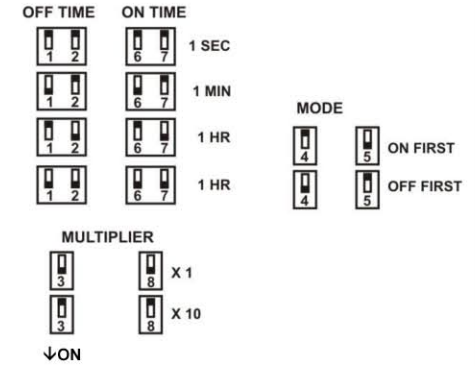 OFF TIME ON TIME
1 2 6 7 1 SEC
1 2 6 7 1 MIN
MODE
1 2 6 7 1 HR
4 5 ON FIRST
1 2 6 7 1 HR
4 5 OFF FIRST
MULTIPLIER
3 8 X 1
3 8 X 10
↓ON